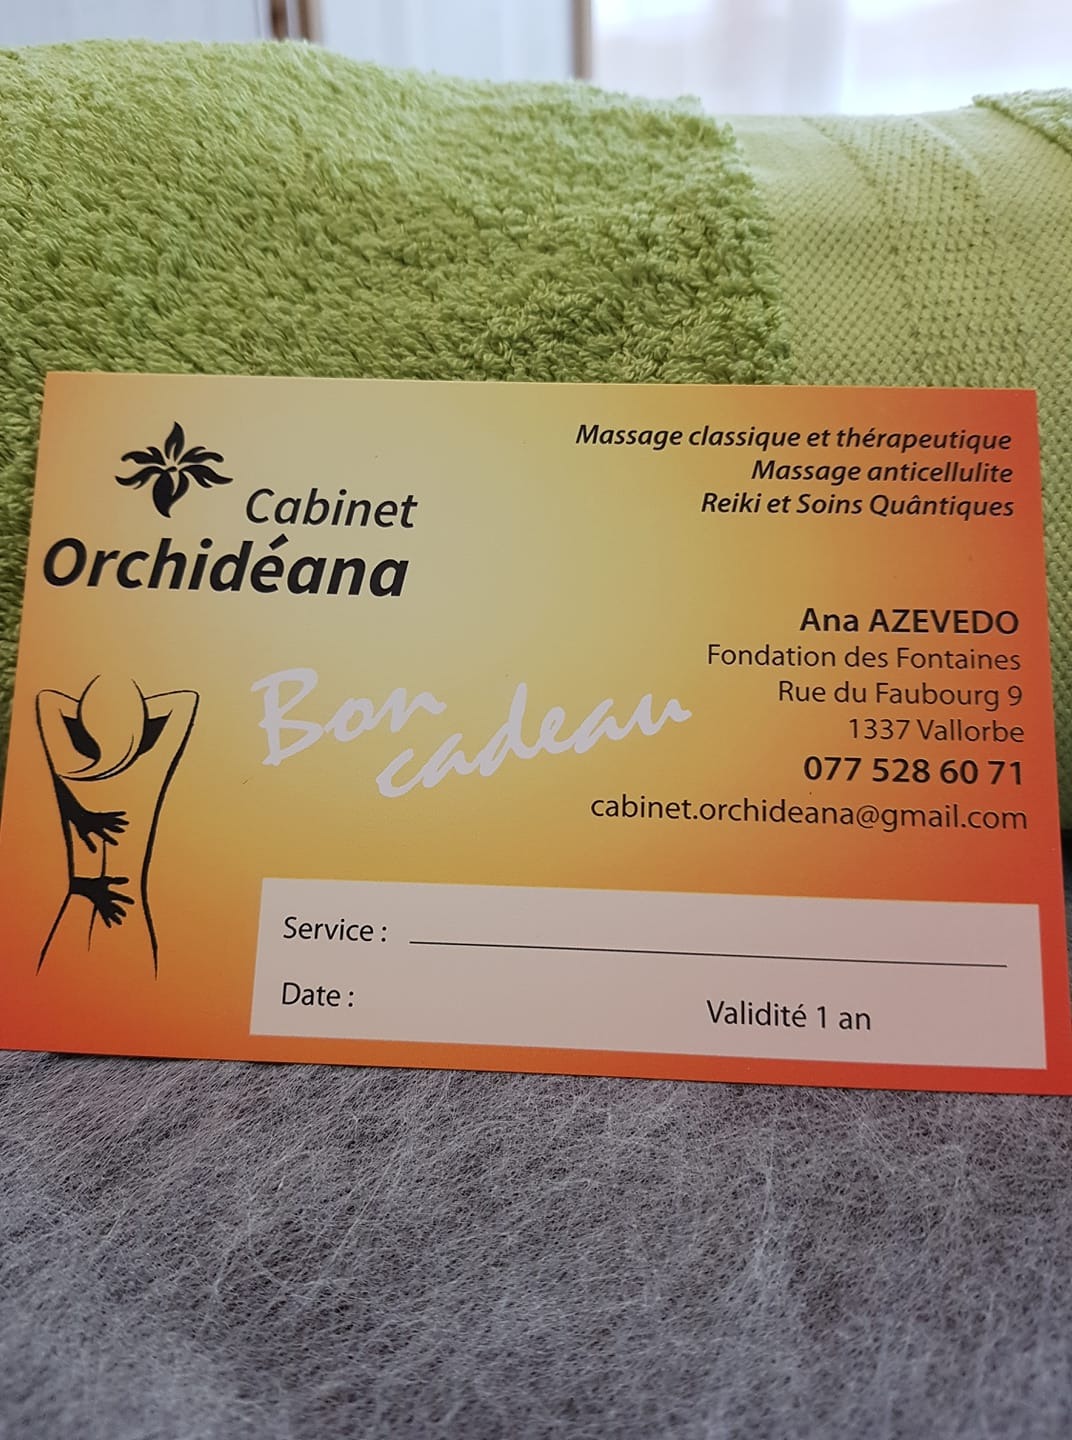 Cabinet
Orchidéana
Massage classique et thérapeutique
Massage anticellulite
Reiki et Soins Quântiques
Ana AZEVEDO
Fondation des Fontaines
Rue du Faubourg 9
1337 Vallorbe
077 528 60 71
cabinet.orchideana@gmail.com
Bon
cadeau
Service :
Date :
Validité 1 an